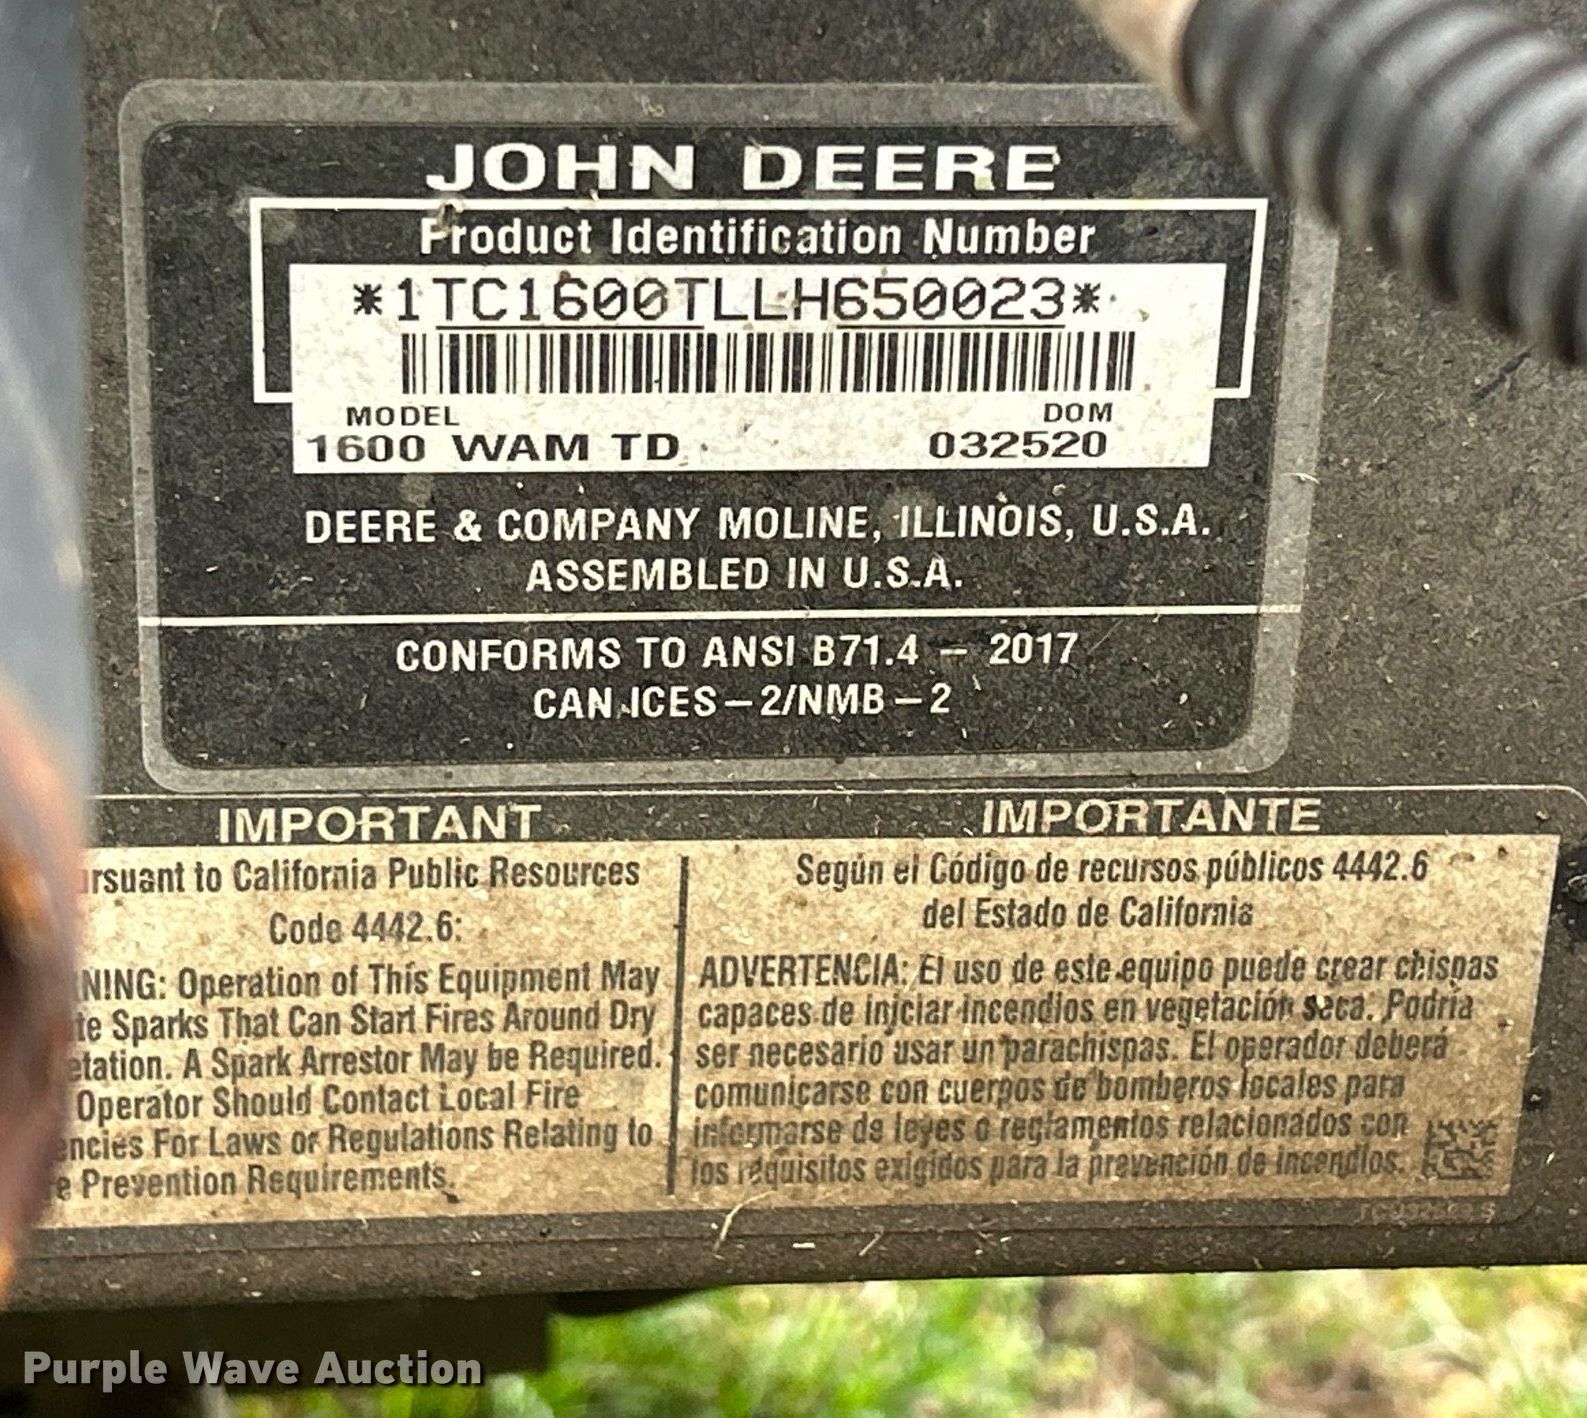 JOHN DEERE
Product Identification Number
*1TC1600TLLH650023*
MODEL DOM
1600 WAM TD 032520
DEERE & COMPANY MOLINE, ILLINOIS, U.S.A.
ASSEMBLED IN U.S.A.
CONFORMS TO ANSI B71.4 – 2017
CAN ICES – 2/NMB – 2
IMPORTANT
rsuant to California Public Resources
Code 4442.6:
NING: Operation of This Equipment May
te Sparks That Can Start Fires Around Dry
etation. A Spark Arrestor May be Required.
Operator Should Contact Local Fire
encies For Laws or Regulations Relating to
e Prevention Requirements.
IMPORTANTE
Según el Código de recursos públicos 4442.6
del Estado de California
ADVERTENCIA: El uso de este equipo puede crear chispas
capaces de iniciar incendios en vegetación seca. Podría
ser necesario usar un parachispas. El operador deberá
comunicarse con cuerpos de bomberos locales para
informarse de leyes o reglamentos relacionados con
los requisitos exigidos para la prevención de incendios.
Purple Wave Auction